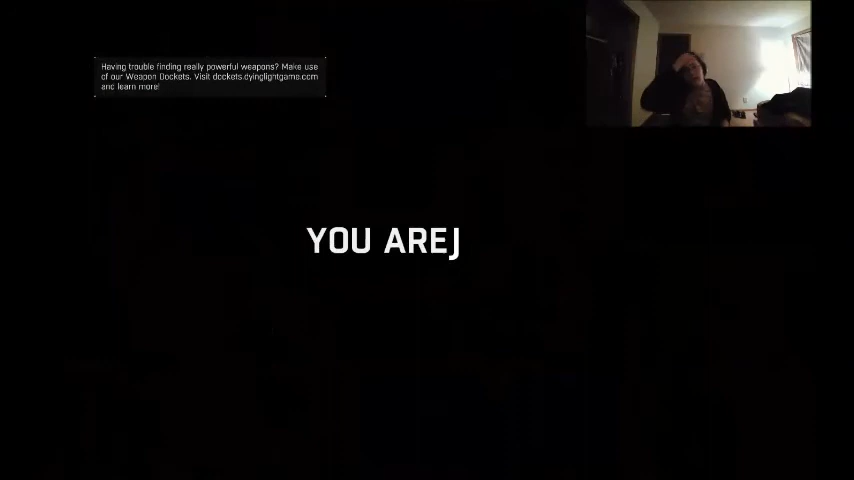 Having trouble finding really powerful weapons? Make use
of our Weapon Dockets. Visit dockets.dyinglightgame.com
and learn more!
YOU AREJ